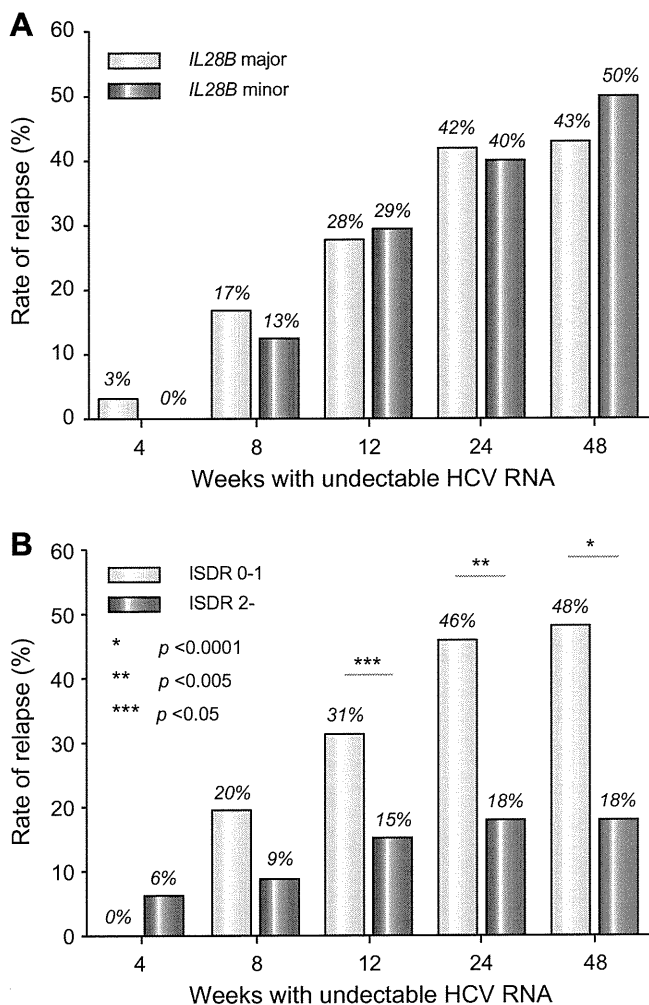 A
60
50
40
30
20
10
0
Rate of relapse (%)
IL28B major
IL28B minor
3%
0%
17%
13%
28%
29%
42%
40%
43%
50%
4 8 12 24 48
Weeks with undectable HCV RNA
B
60
50
40
30
20
10
0
Rate of relapse (%)
ISDR 0-1
ISDR 2-
* p <0.0001
** p <0.005
*** p <0.05
0%
6%
20%
9%
***
31%
15%
**
46%
18%
*
48%
18%
4 8 12 24 48
Weeks with undectable HCV RNA